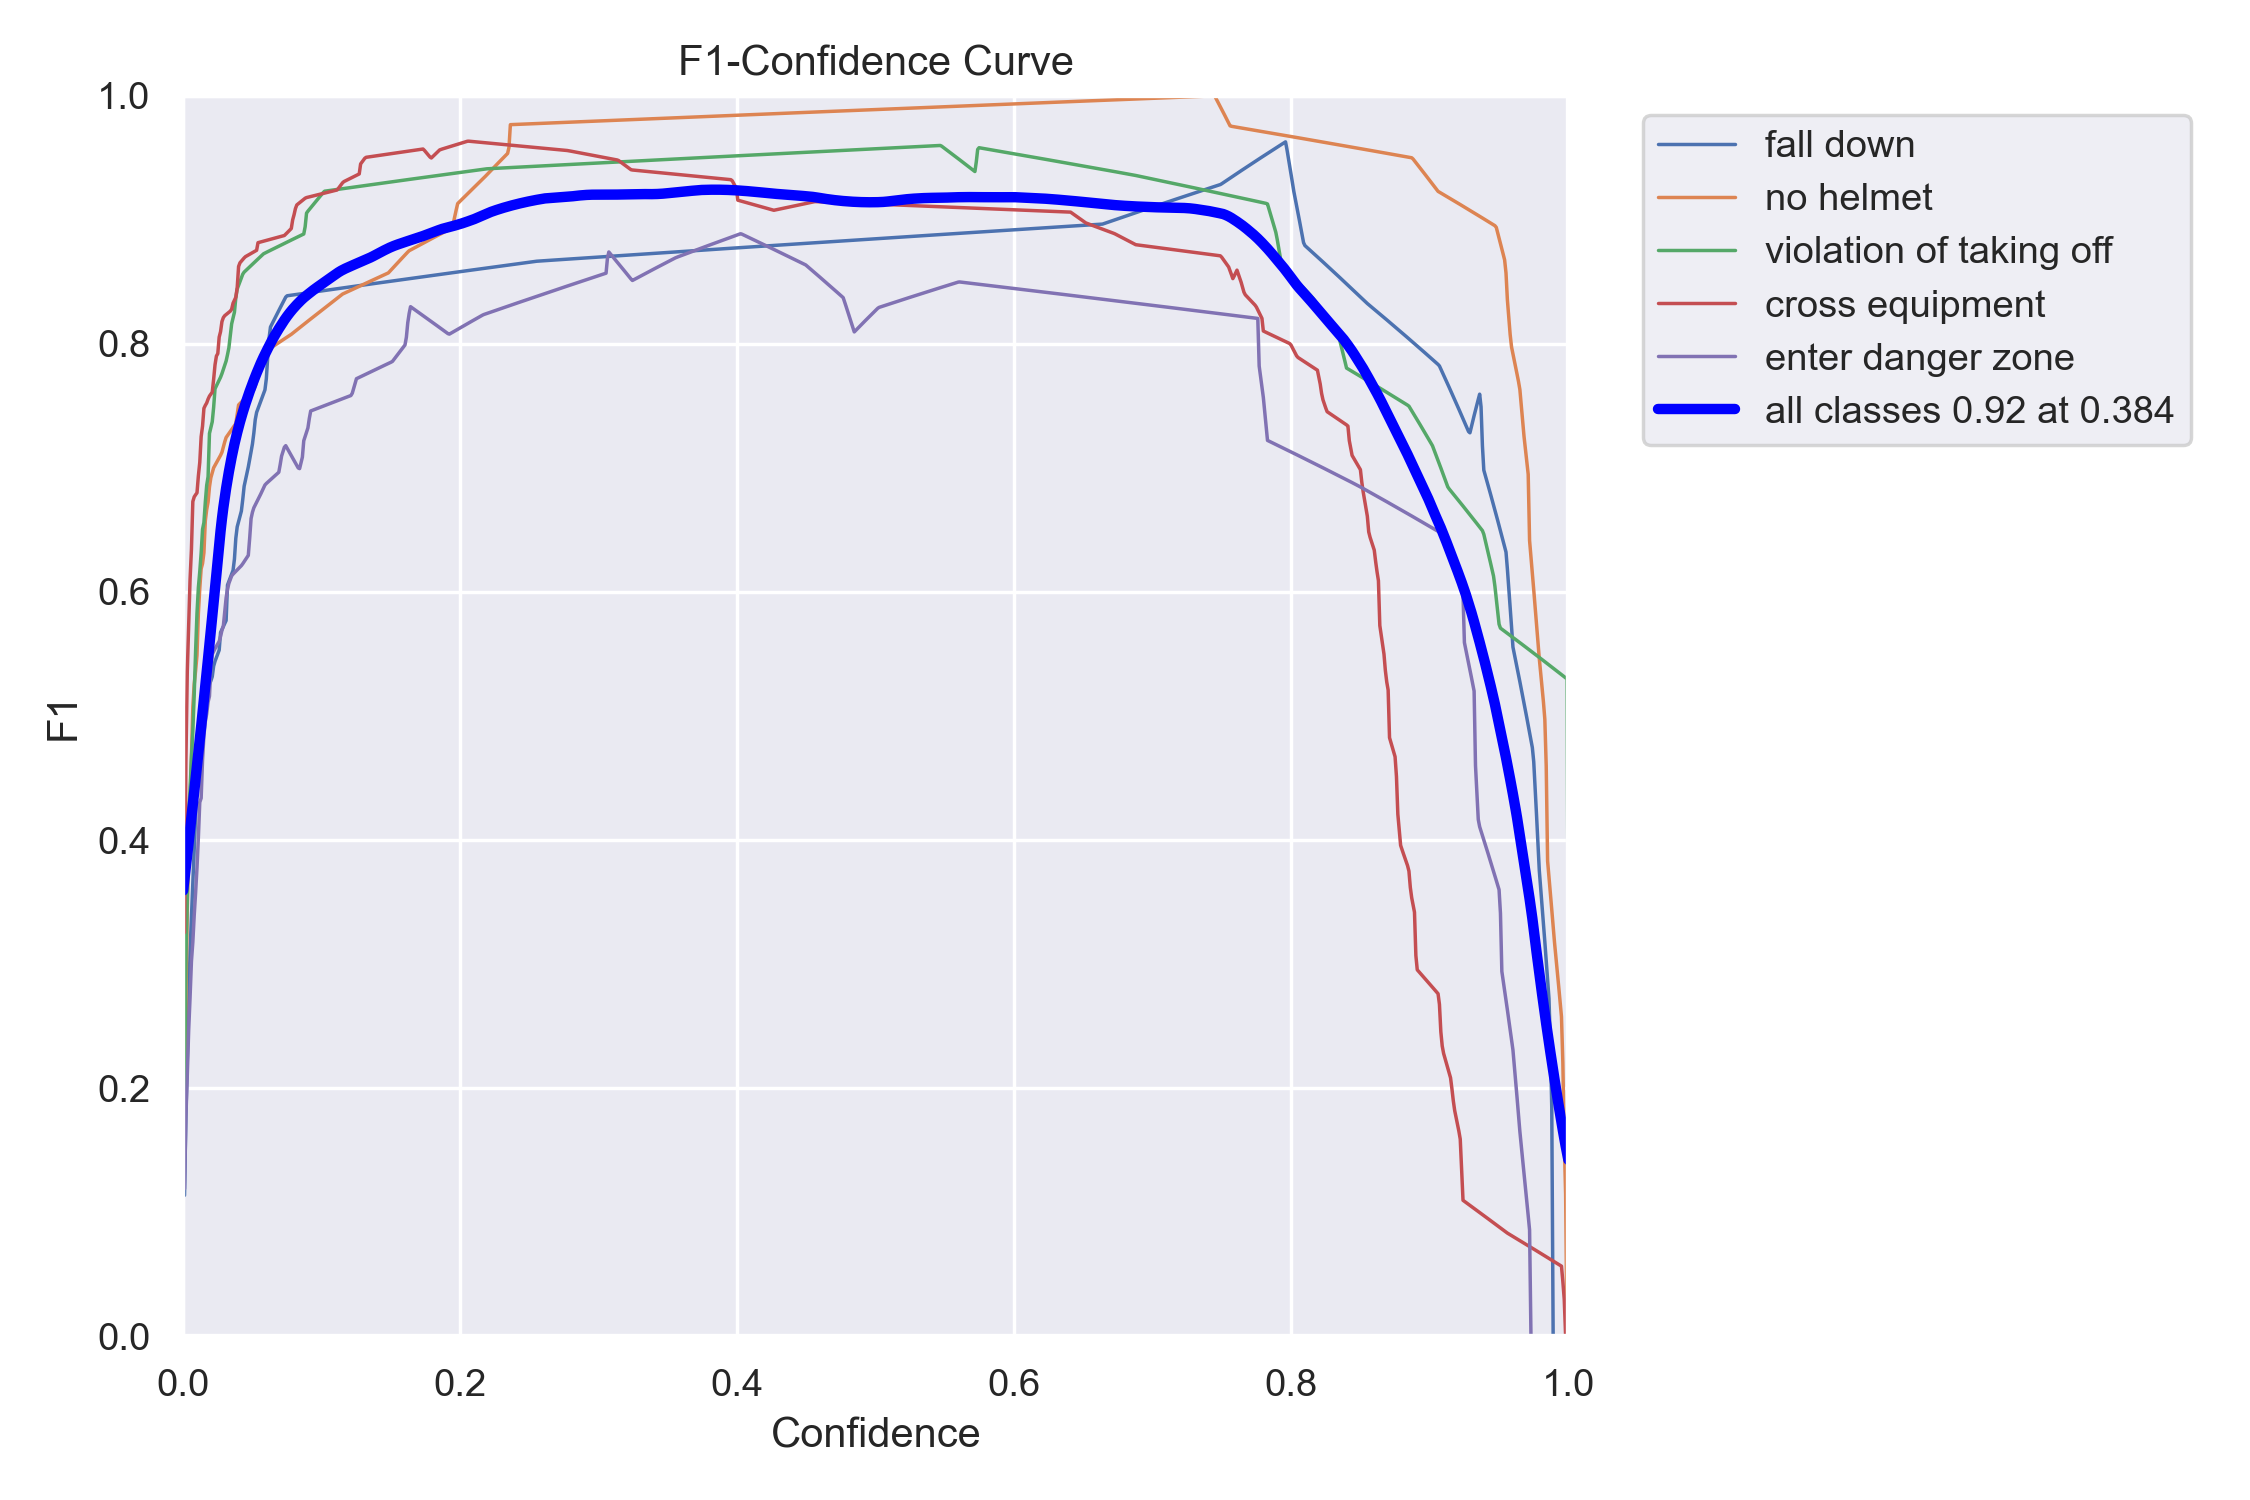 F1-Confidence Curve
1.0
0.8
0.6
0.4
0.2
0.0
F1
0.0 0.2 0.4 0.6 0.8 1.0
Confidence
fall down
no helmet
violation of taking off
cross equipment
enter danger zone
all classes 0.92 at 0.384